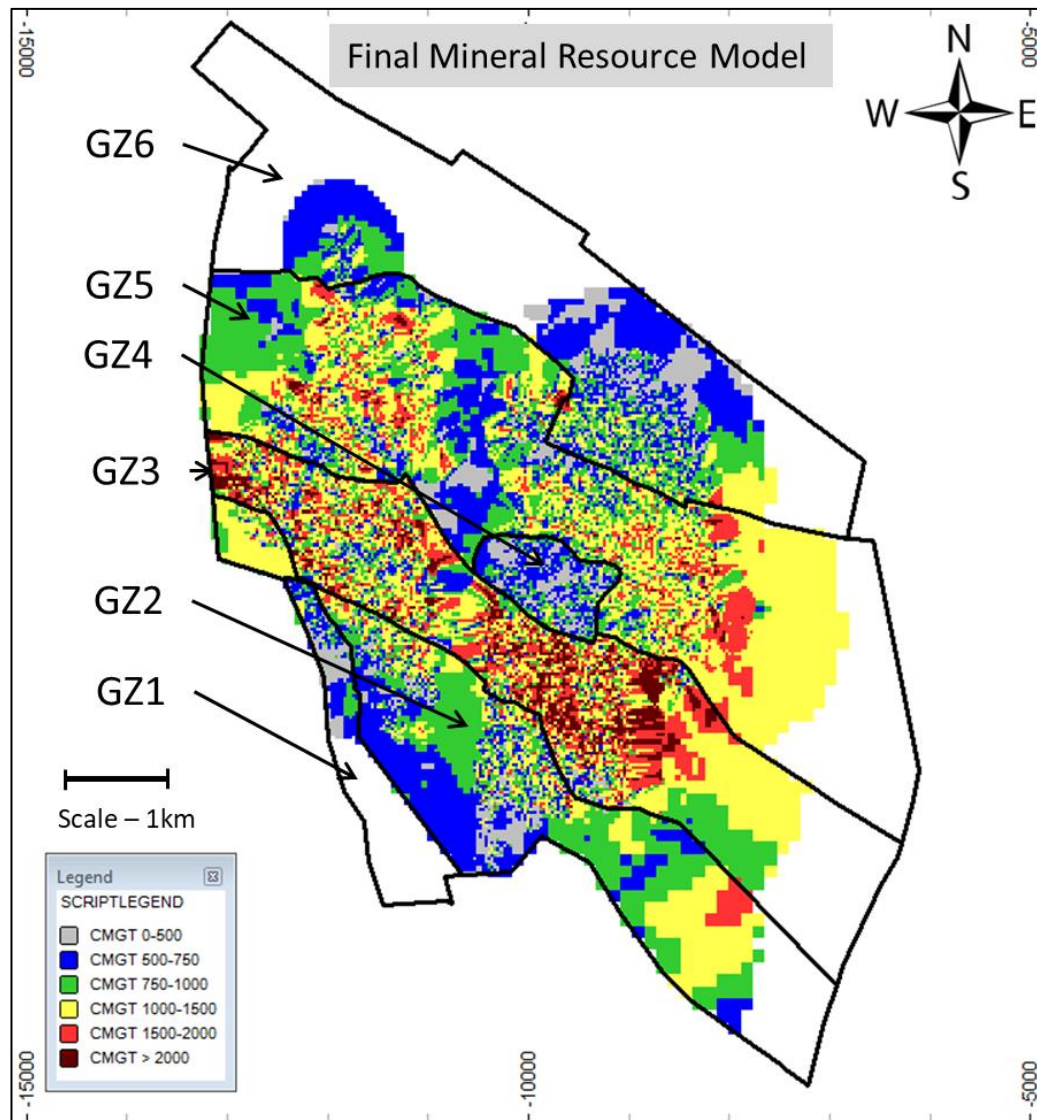 -15000
-5000
Final Mineral Resource Model
N
W E
S
GZ6
GZ5
GZ4
GZ3
GZ2
GZ1
Scale – 1km
Legend
SCRIPTLEGEND
CMGT 0-500
CMGT 500-750
CMGT 750-1000
CMGT 1000-1500
CMGT 1500-2000
CMGT > 2000
-15000
-10000
-5000